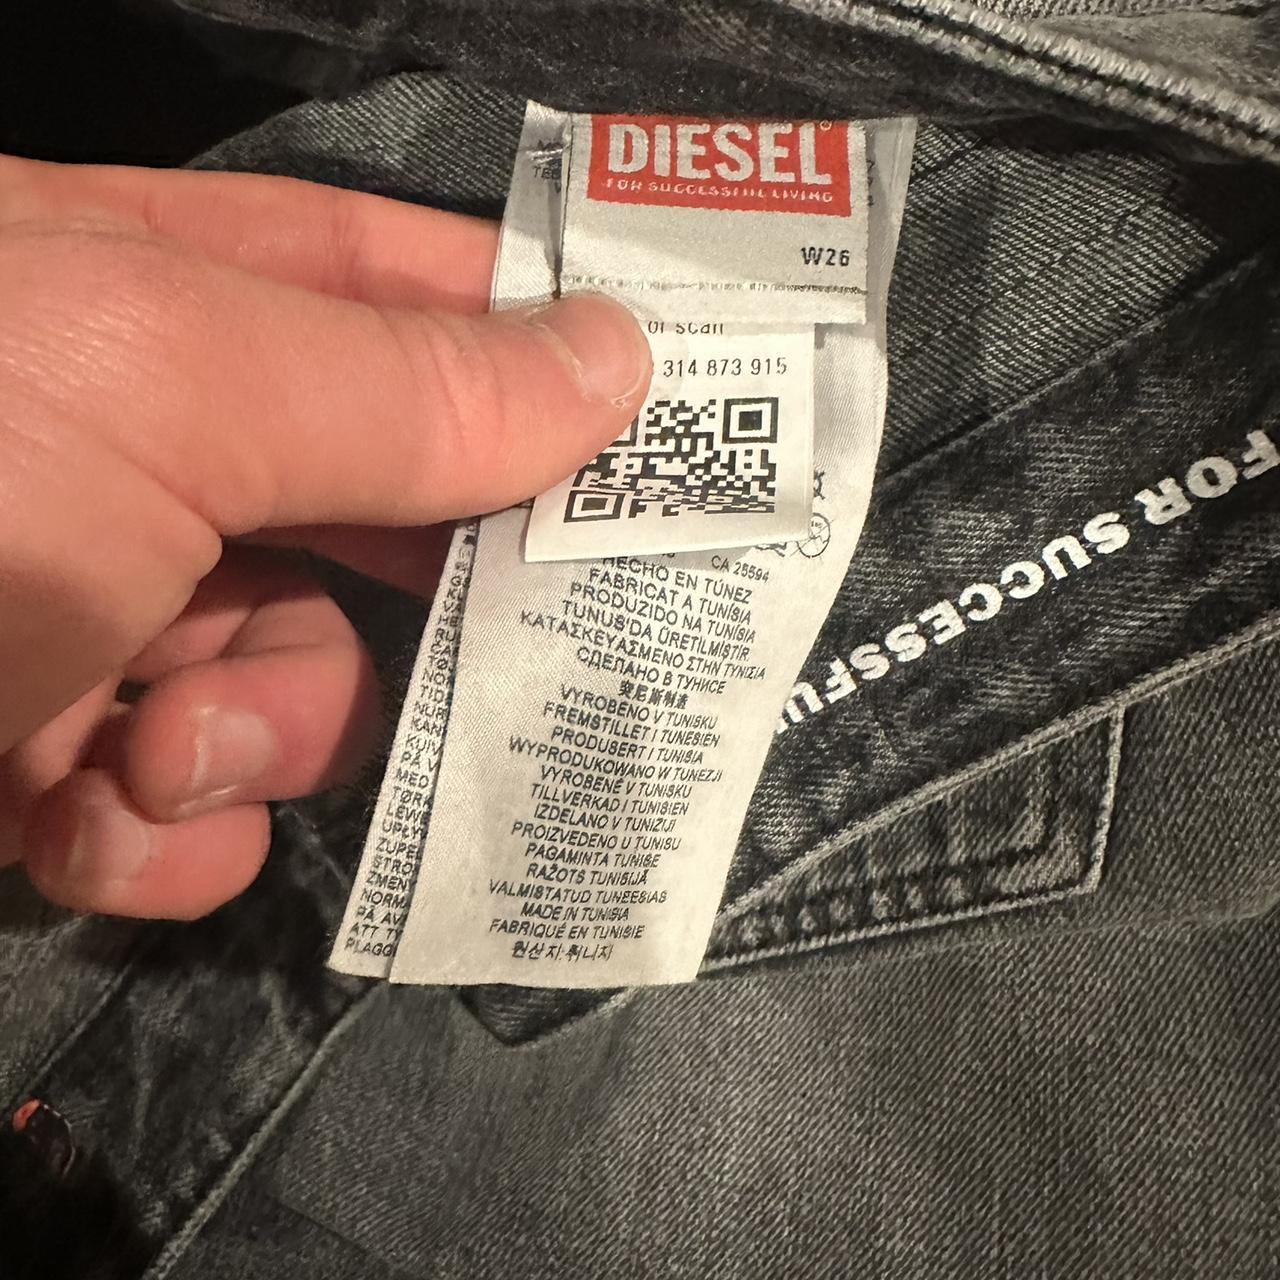 DIESEL
FOR SUCCESSFUL LIVING
W26
or scan
314 873 915
CA 25594
HECHO EN TÚNEZ
FABRICAT A TUNÍSIA
PRODUZIDO NA TUNÍSIA
TUNUS'DA ÜRETILMIŞTIR
ΚΑΤΑΣΚΕΥΑΣΜΕΝΟ ΣΤΗΝ ΤΥΝΙΣΙΑ
СДЕЛАНО В ТУНИСЕ
突尼斯制造
VYROBENO V TUNISKU
FREMSTILLET I TUNESIEN
PRODUSERT I TUNISIA
WYPRODUKOWANO W TUNEZJI
VYROBENÉ V TUNISKU
TILLVERKAD I TUNISIEN
IZDELANO V TUNIZIJI
PROIZVEDENO U TUNISU
PAGAMINTA TUNISE
RAŽOTS TUNISIJĀ
VALMISTATUD TUNEESIAS
MADE IN TUNISIA
FABRIQUÉ EN TUNISIE
원산지:튀니지
FOR SUCCESSFU